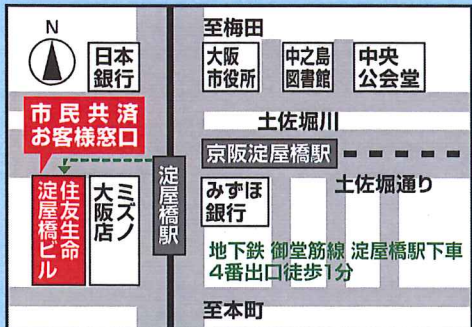 N
至梅田
日本
銀行
大阪
市役所
中之島
図書館
中央
公会堂
市民共済
お客様窓口
土佐堀川
京阪淀屋橋駅
土佐堀通り
住友生命
淀屋橋ビル
ミズノ
大阪店
淀屋橋駅
みずほ
銀行
地下鉄 御堂筋線 淀屋橋駅下車
4番出口徒歩1分
至本町